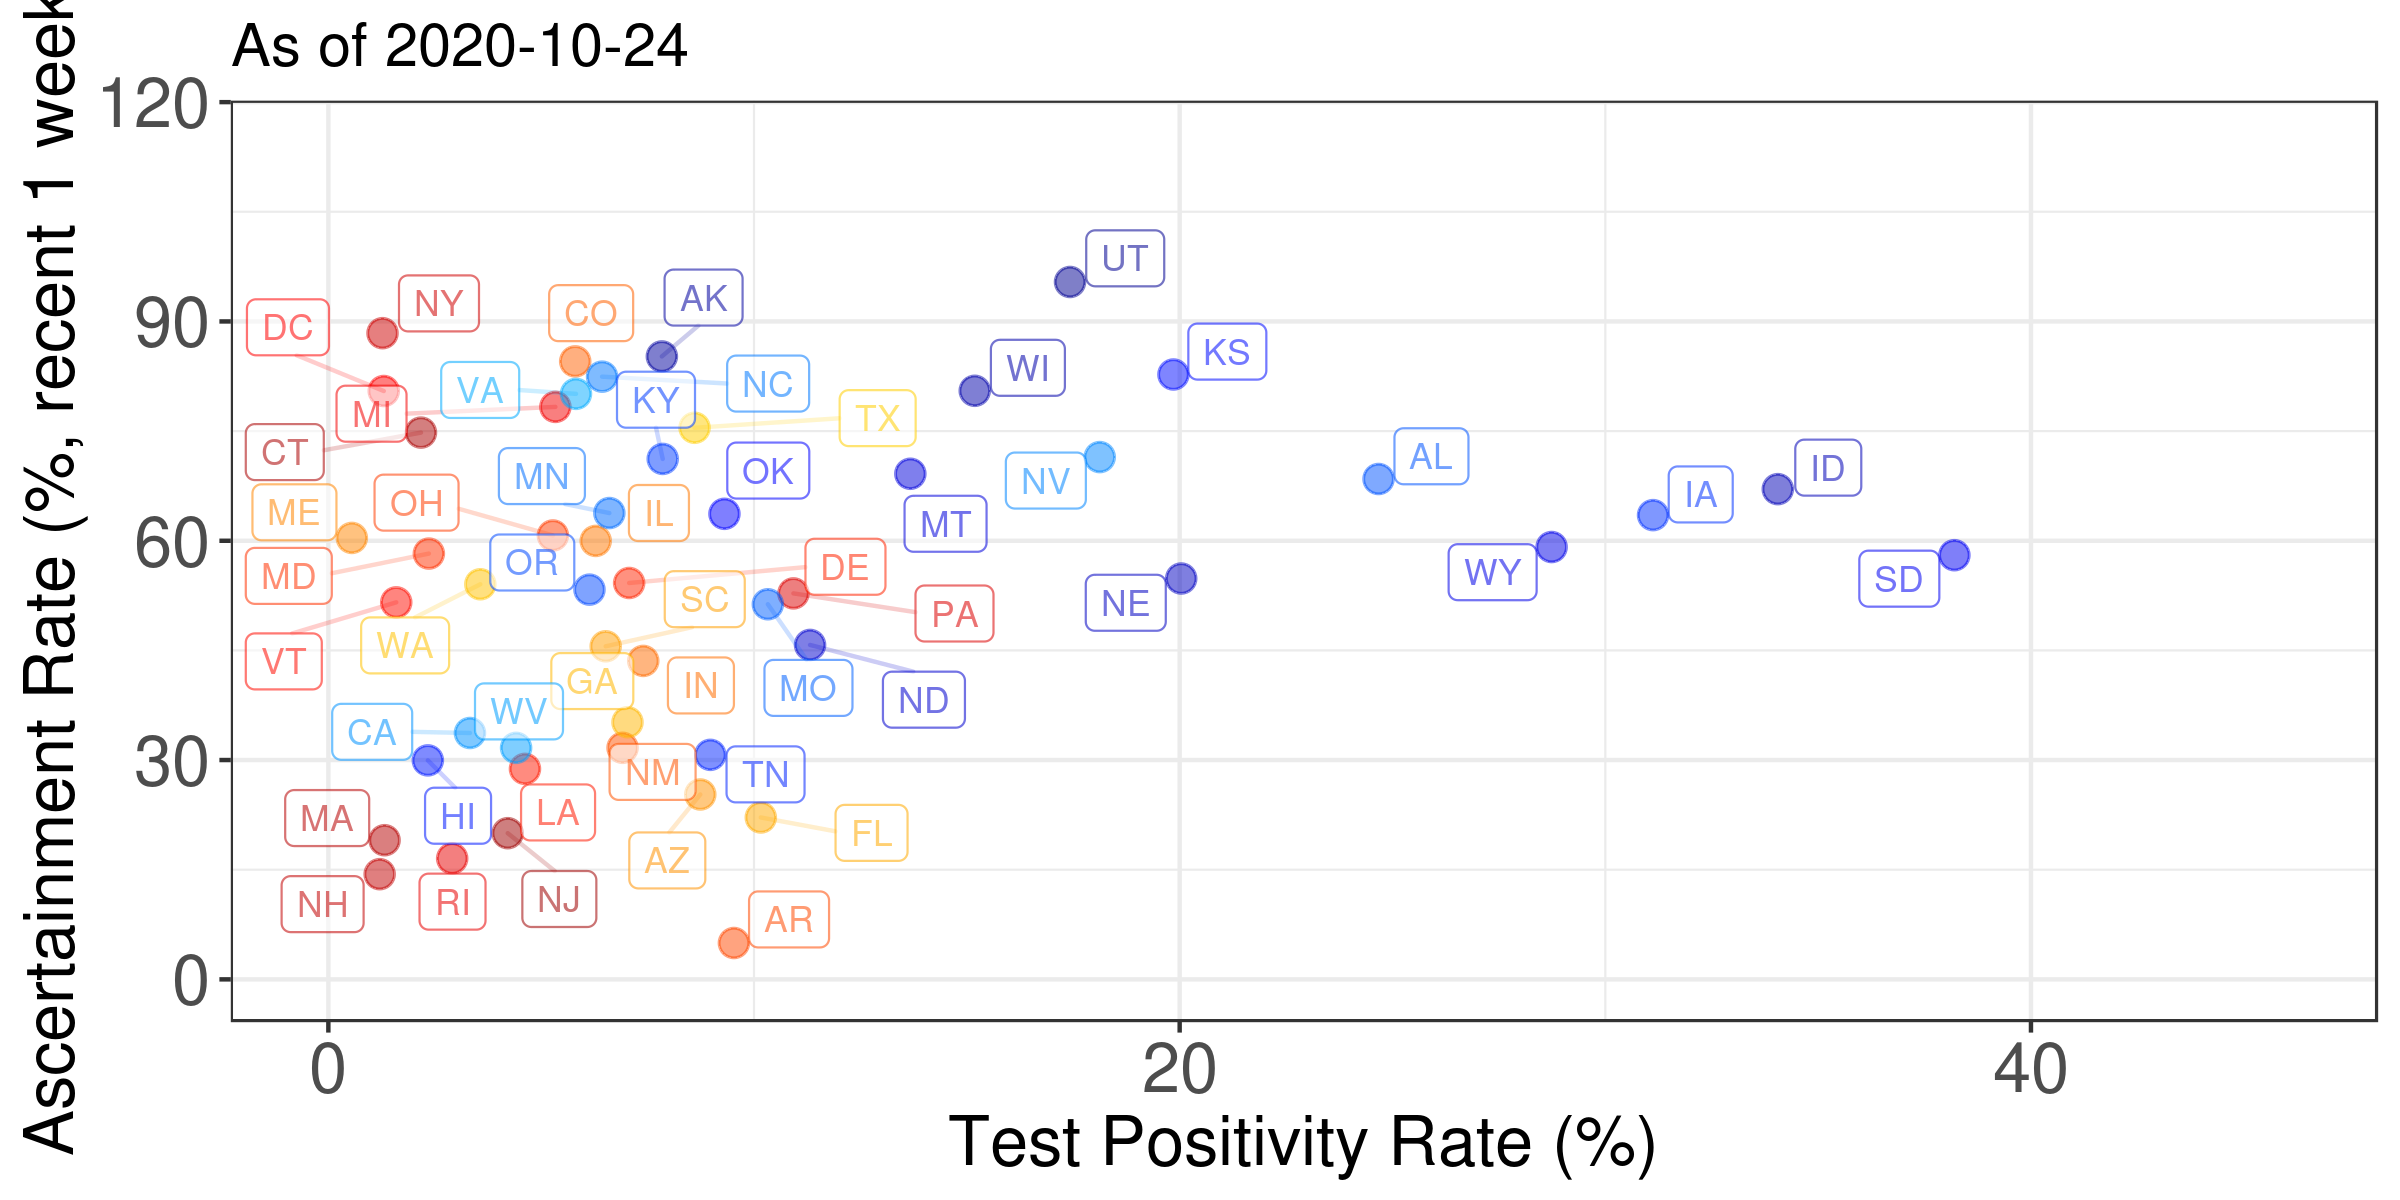 As of 2020-10-24
Ascertainment Rate (%, recent 1 week
120
90
60
30
0
UT
NY
AK
CO
DC
KS
WI
NC
VA
KY
MI
TX
CT
AL
ID
OK
MN
NV
IA
OH
ME
IL
MT
OR
DE
WY
MD
SD
SC
NE
PA
WA
VT
GA
IN
MO
ND
WV
CA
NM
TN
LA
HI
MA
FL
AZ
NJ
RI
NH
AR
0
20
40
Test Positivity Rate (%)